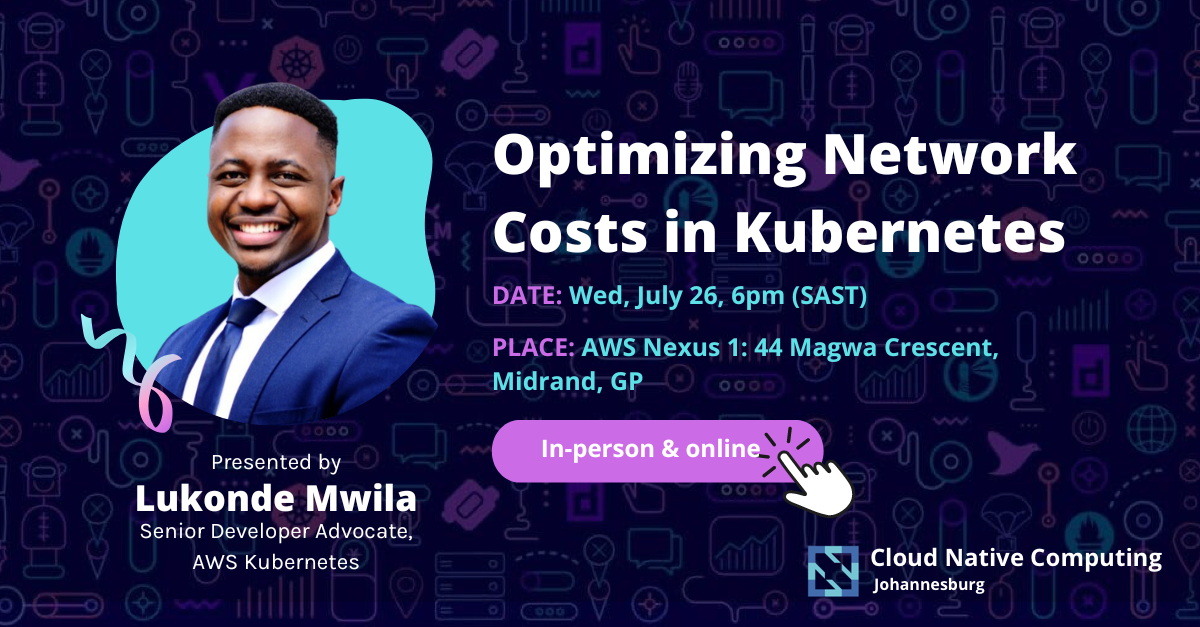 Optimizing Network
Costs in Kubernetes
DATE: Wed, July 26, 6pm (SAST)
PLACE: AWS Nexus 1: 44 Magwa Crescent,
Midrand, GP
In-person & online
Presented by
Lukonde Mwila
Senior Developer Advocate,
AWS Kubernetes
Cloud Native Computing
Johannesburg